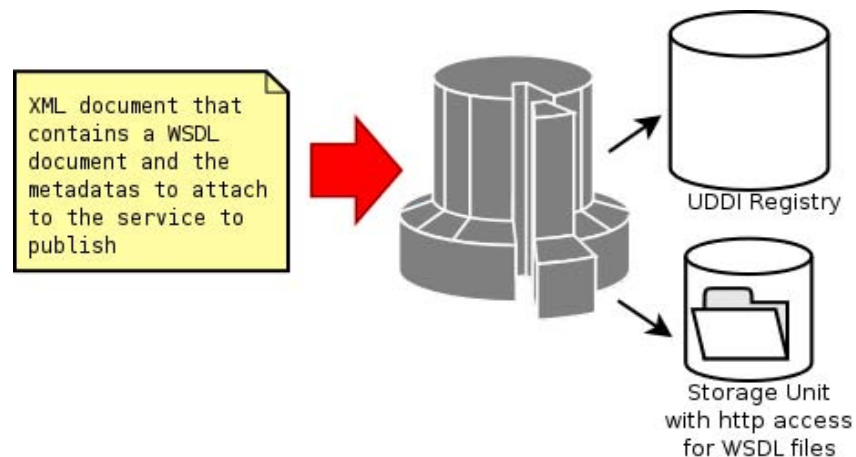 XML document that
contains a WSDL
document and the
metadatas to attach
to the service to
publish
UDDI Registry
Storage Unit
with http access
for WSDL files